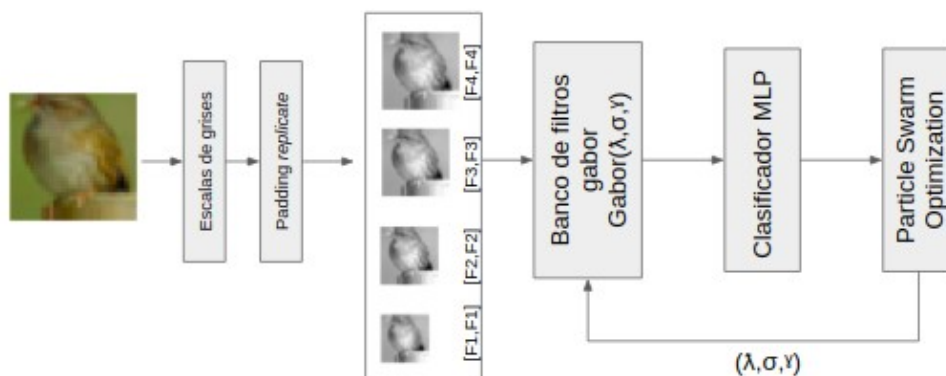 Escalas de grises
Padding replicate
[F4,F4]
[F3,F3]
[F2,F2]
[F1,F1]
Banco de filtros
gabor
Gabor(λ,σ,γ)
Clasificador MLP
Particle Swarm
Optimization
(λ,σ,γ)